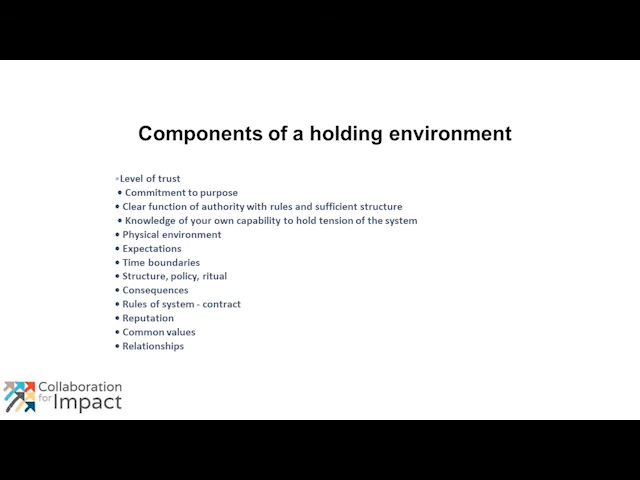 Components of a holding environment
•Level of trust
• Commitment to purpose
• Clear function of authority with rules and sufficient structure
• Knowledge of your own capability to hold tension of the system
• Physical environment
• Expectations
• Time boundaries
• Structure, policy, ritual
• Consequences
• Rules of system - contract
• Reputation
• Common values
• Relationships
Collaboration
for Impact